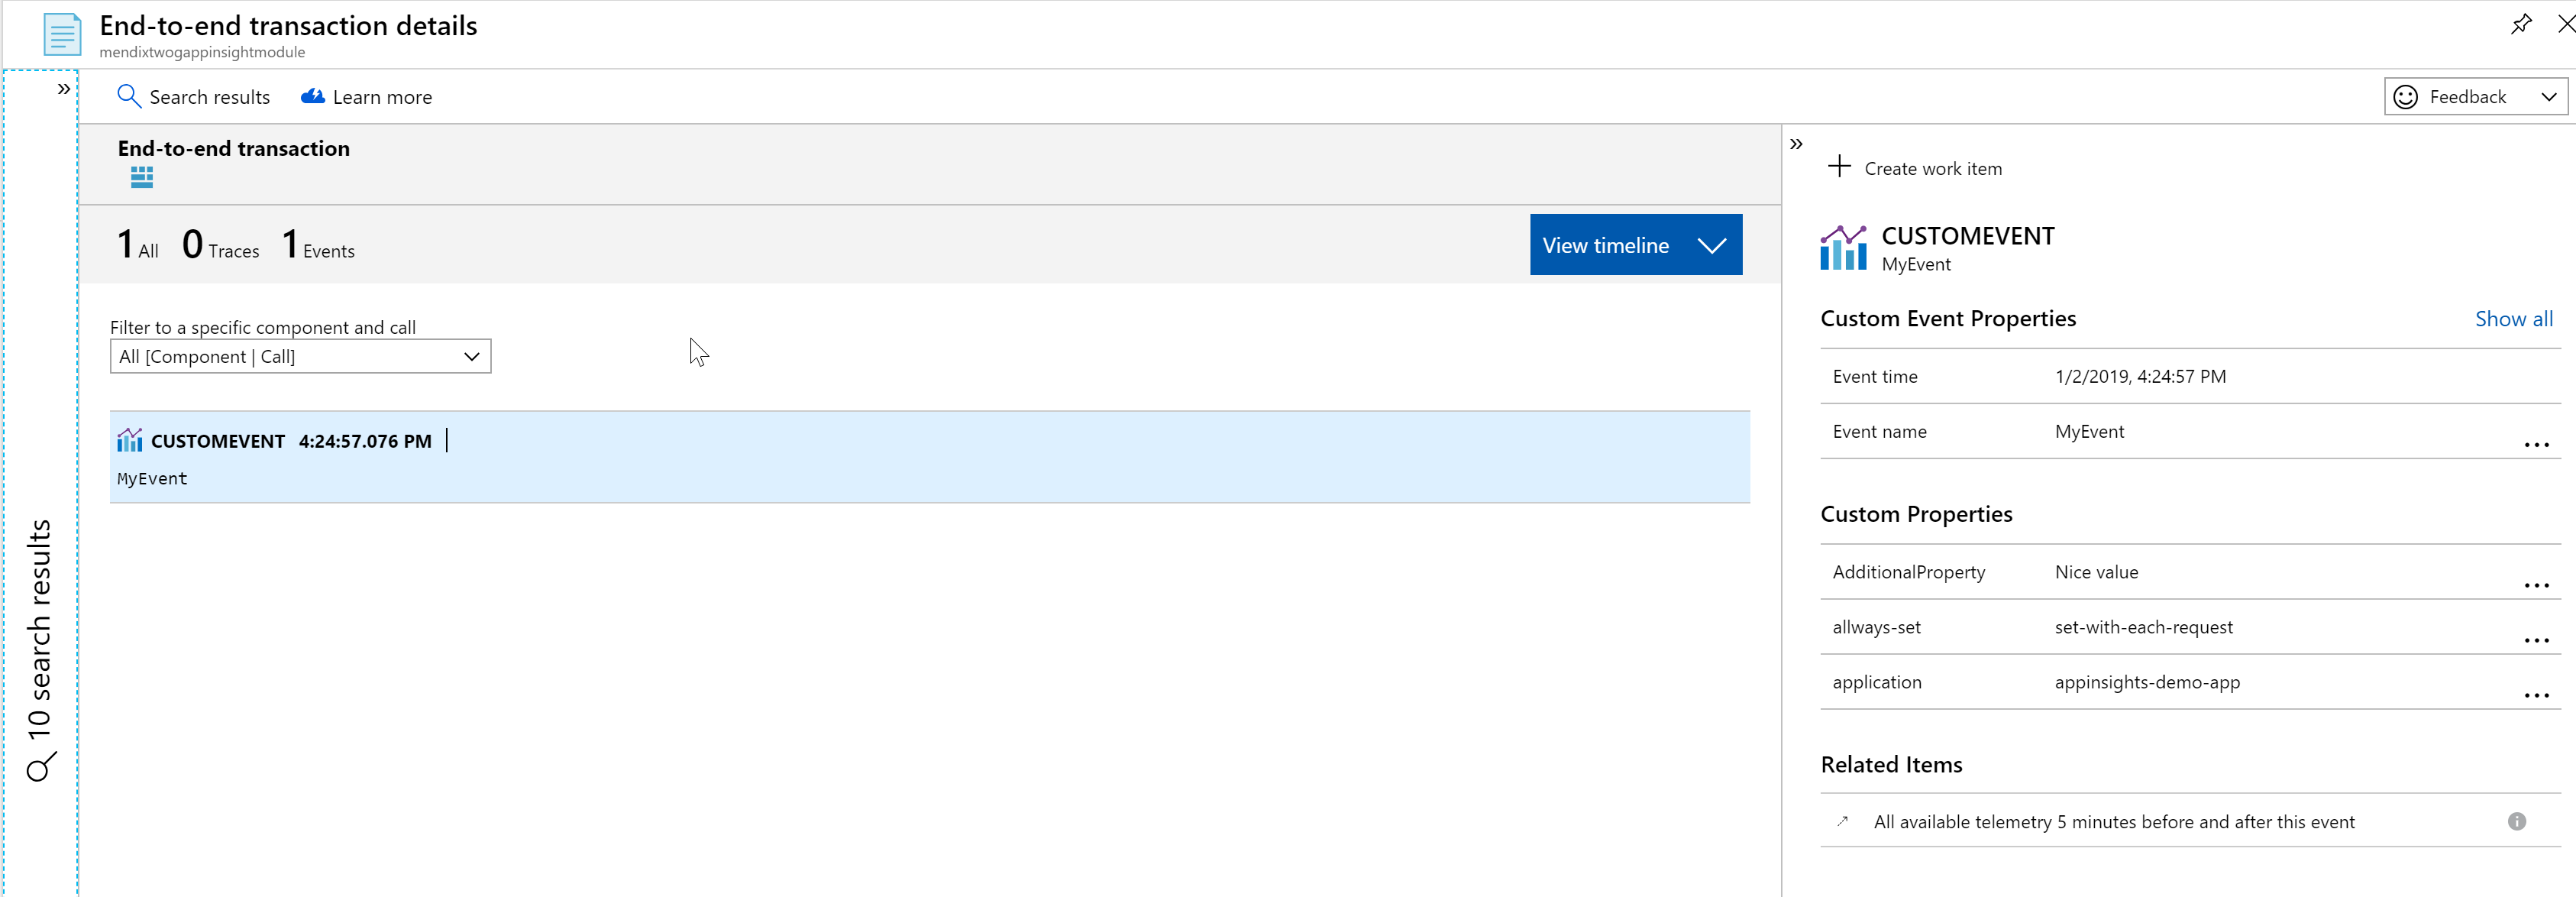 End-to-end transaction details
mendixtwogappinsightmodule
Search results
Learn more
Feedback
10 search results
End-to-end transaction
1 All 0 Traces 1 Events
View timeline
Filter to a specific component and call
All [Component | Call]
CUSTOMEVENT 4:24:57.076 PM
MyEvent
Create work item
CUSTOMEVENT
MyEvent
Custom Event Properties Show all
Event time 1/2/2019, 4:24:57 PM
Event name MyEvent
Custom Properties
AdditionalProperty Nice value
allways-set set-with-each-request
application appinsights-demo-app
Related Items
All available telemetry 5 minutes before and after this event